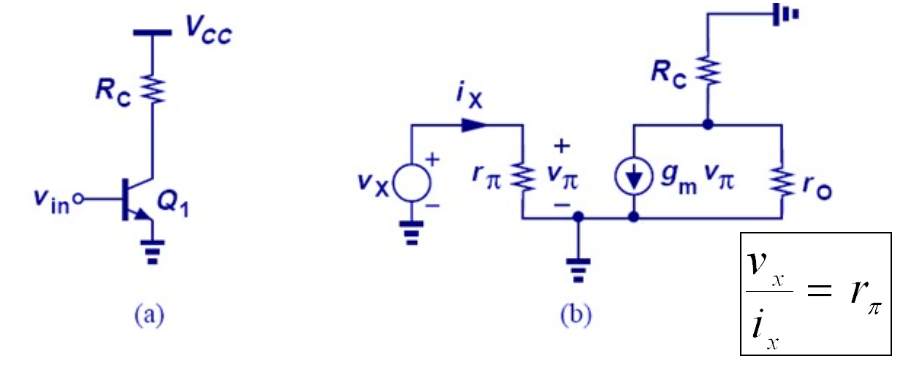 V_CC
R_C
v_in
Q_1
(a)
i_X
v_X
+
−
r_π
+
v_π
−
R_C
g_m v_π
r_O
(b)
v_x / i_x = r_π